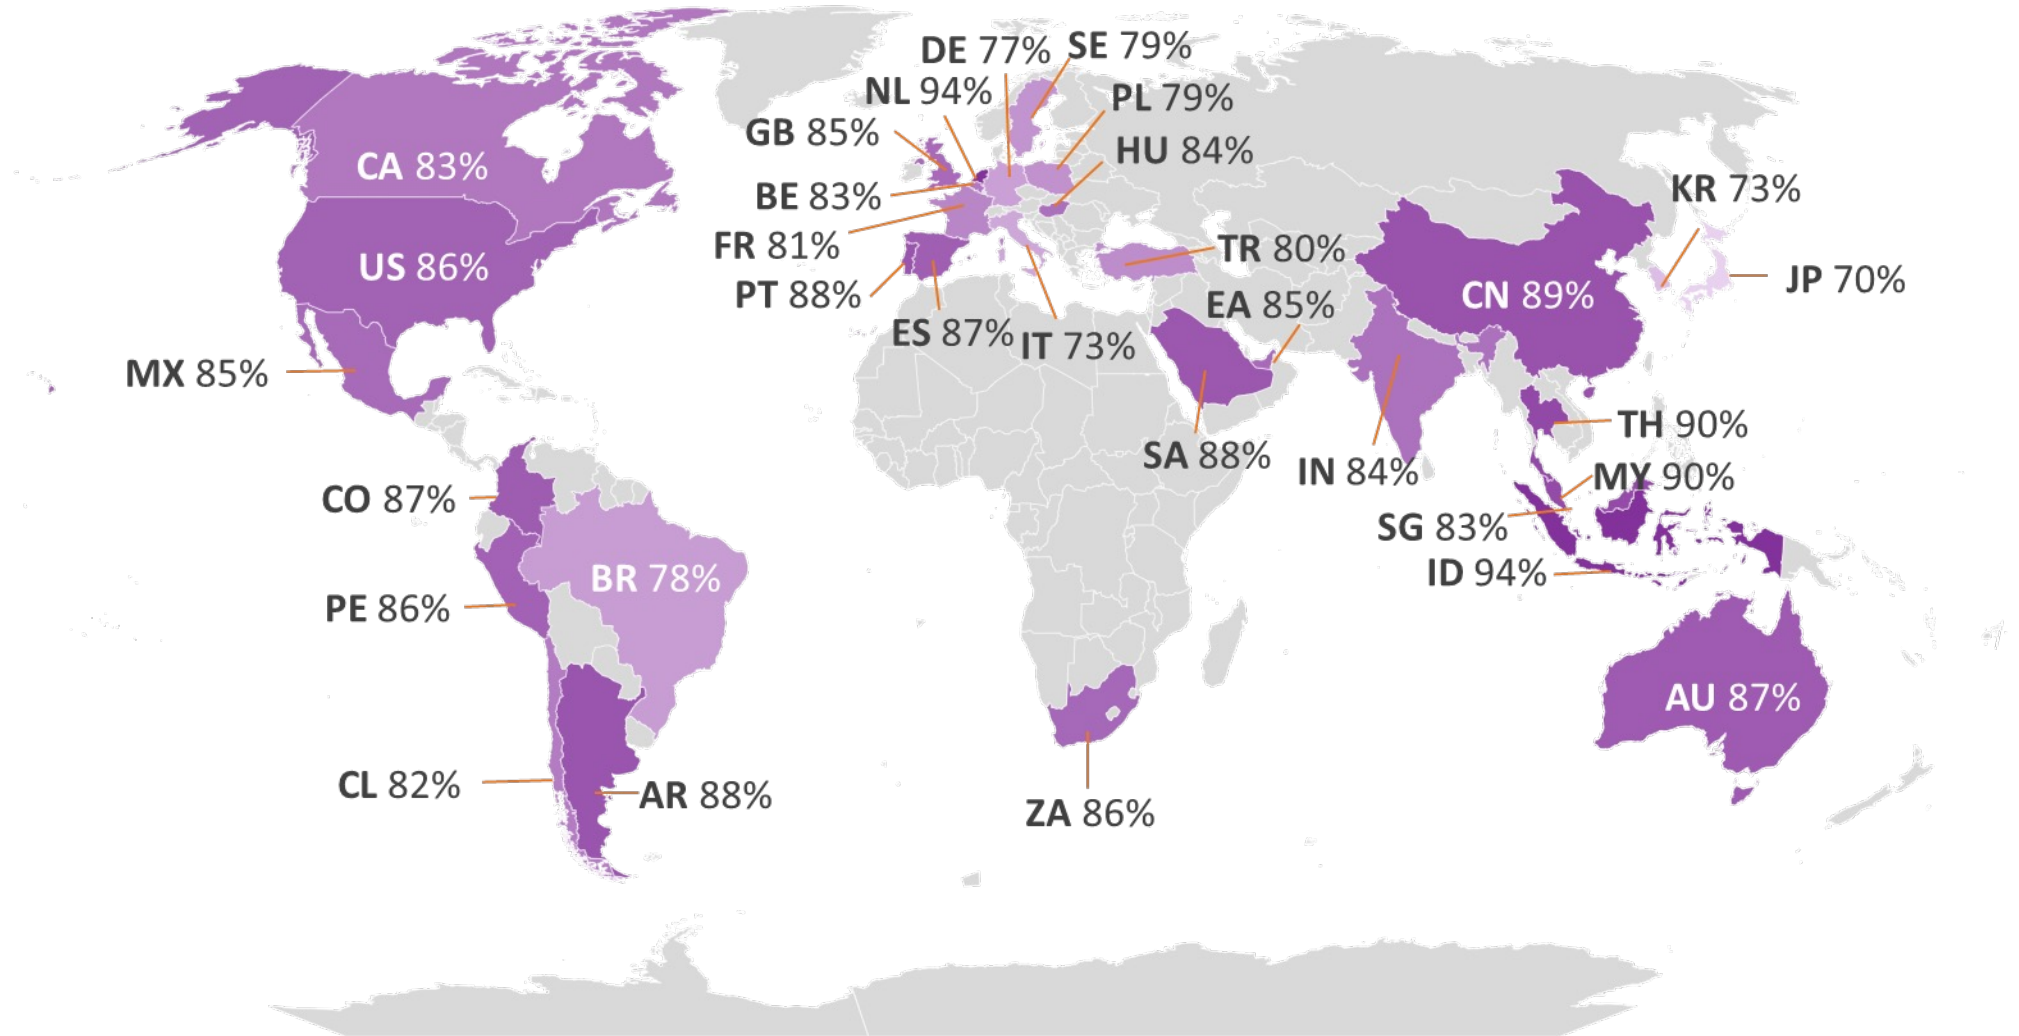 DE 77%
SE 79%
NL 94%
PL 79%
GB 85%
HU 84%
CA 83%
BE 83%
KR 73%
FR 81%
TR 80%
US 86%
JP 70%
PT 88%
CN 89%
EA 85%
ES 87%
IT 73%
MX 85%
TH 90%
SA 88%
IN 84%
MY 90%
CO 87%
SG 83%
ID 94%
BR 78%
PE 86%
AU 87%
CL 82%
AR 88%
ZA 86%